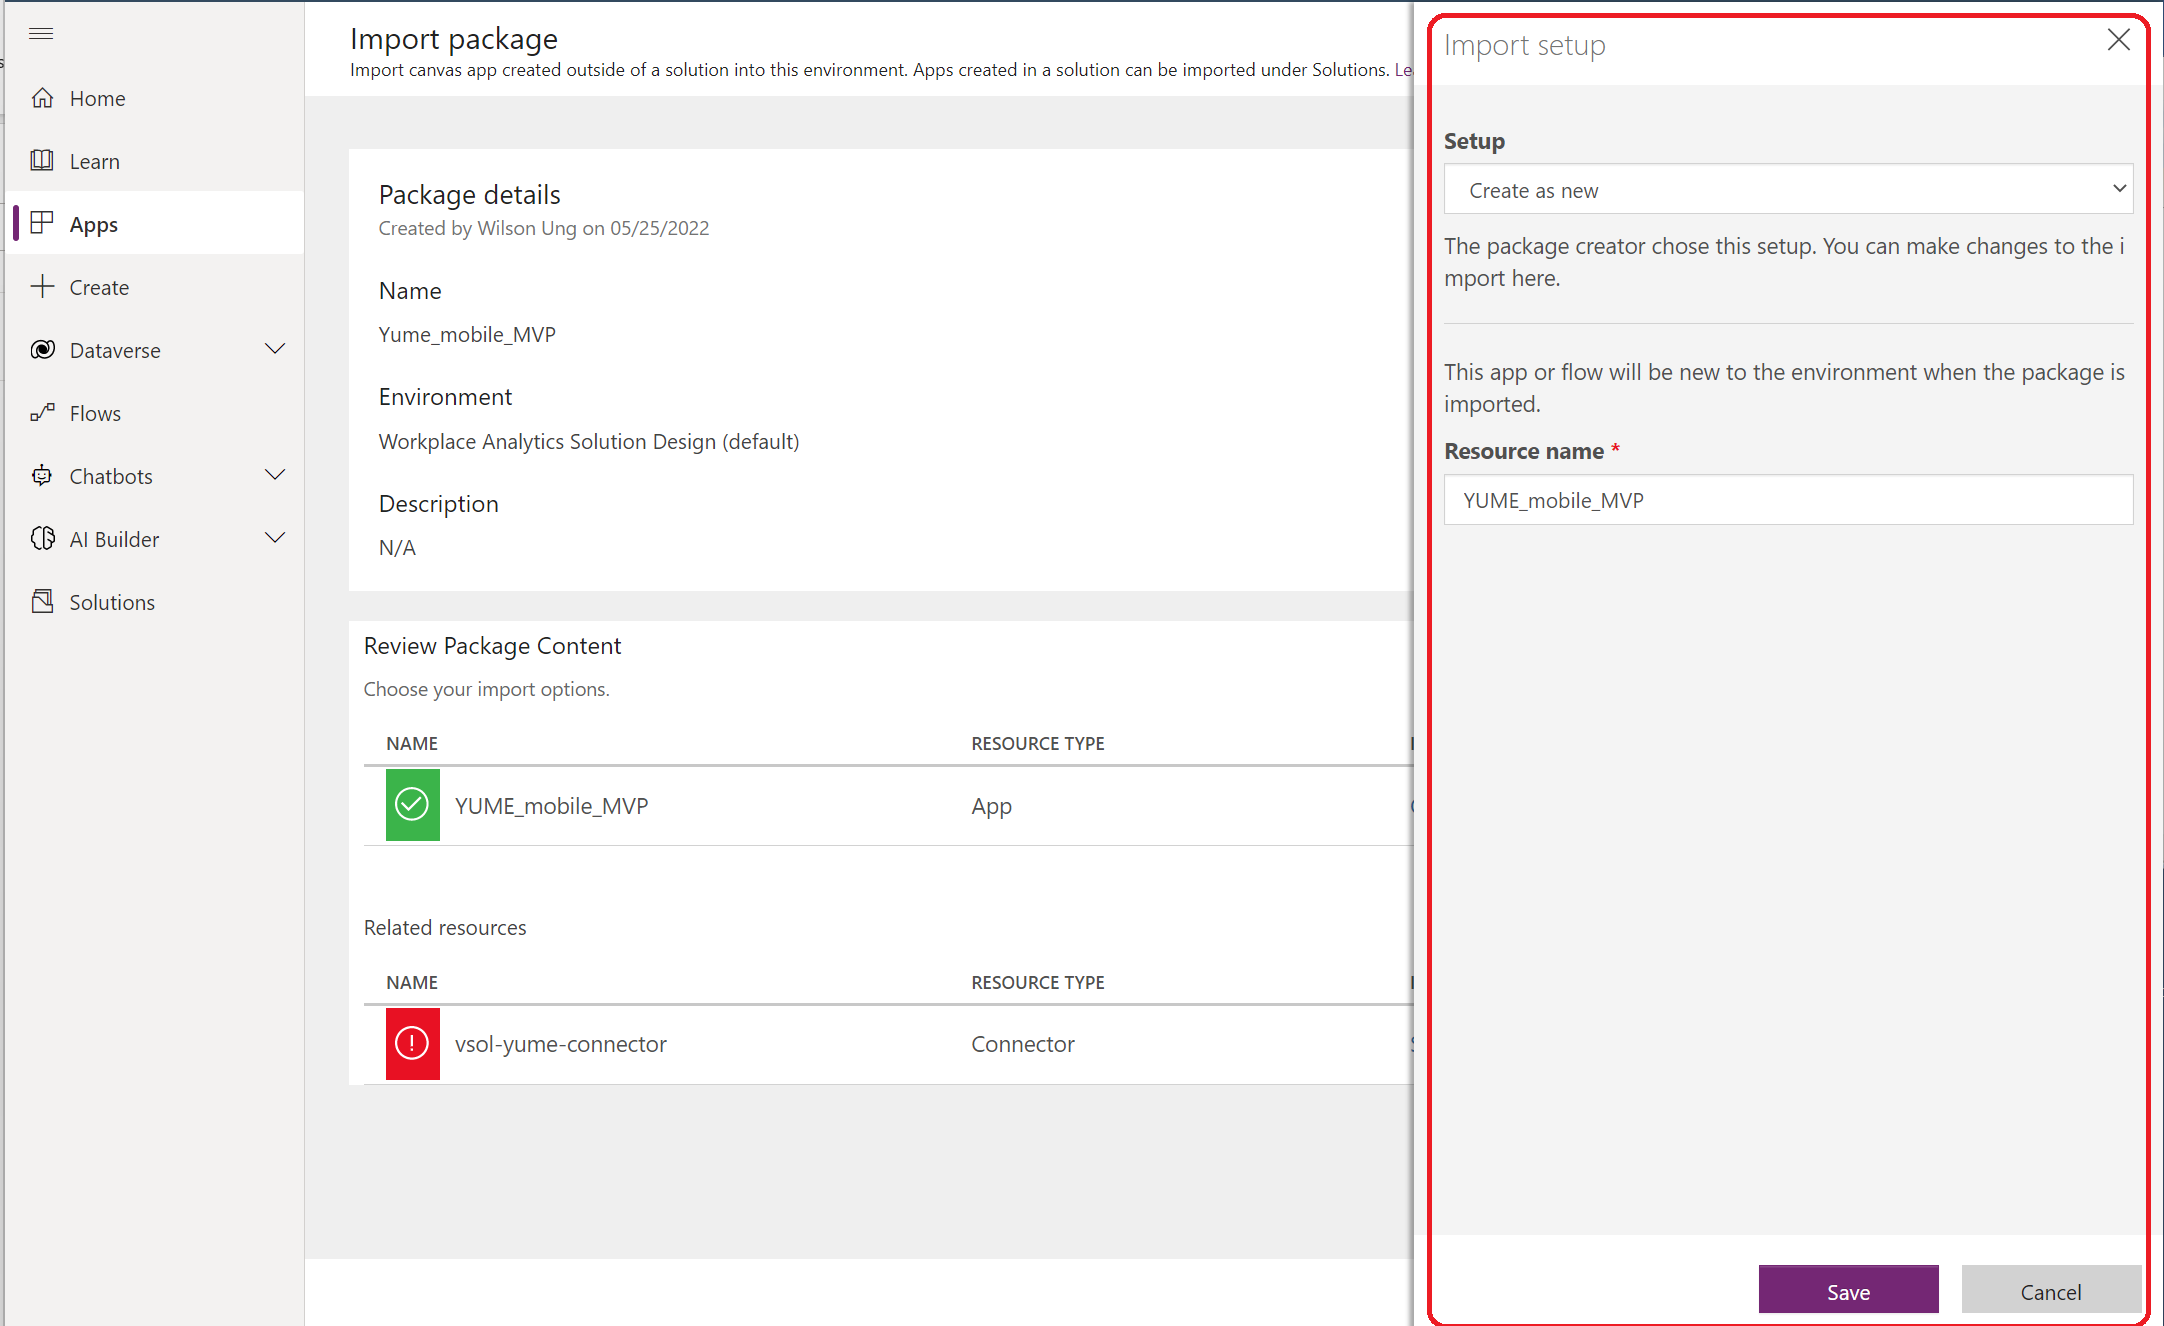 Home
Learn
Apps
Create
Dataverse
Flows
Chatbots
AI Builder
Solutions
Import package
Import canvas app created outside of a solution into this environment. Apps created in a solution can be imported under Solutions. Le
Package details
Created by Wilson Ung on 05/25/2022
Name
Yume_mobile_MVP
Environment
Workplace Analytics Solution Design (default)
Description
N/A
Review Package Content
Choose your import options.
NAME RESOURCE TYPE
YUME_mobile_MVP App
Related resources
NAME RESOURCE TYPE
vsol-yume-connector Connector
Import setup
Setup
Create as new
The package creator chose this setup. You can make changes to the i
mport here.
This app or flow will be new to the environment when the package is
imported.
Resource name *
YUME_mobile_MVP
Save Cancel